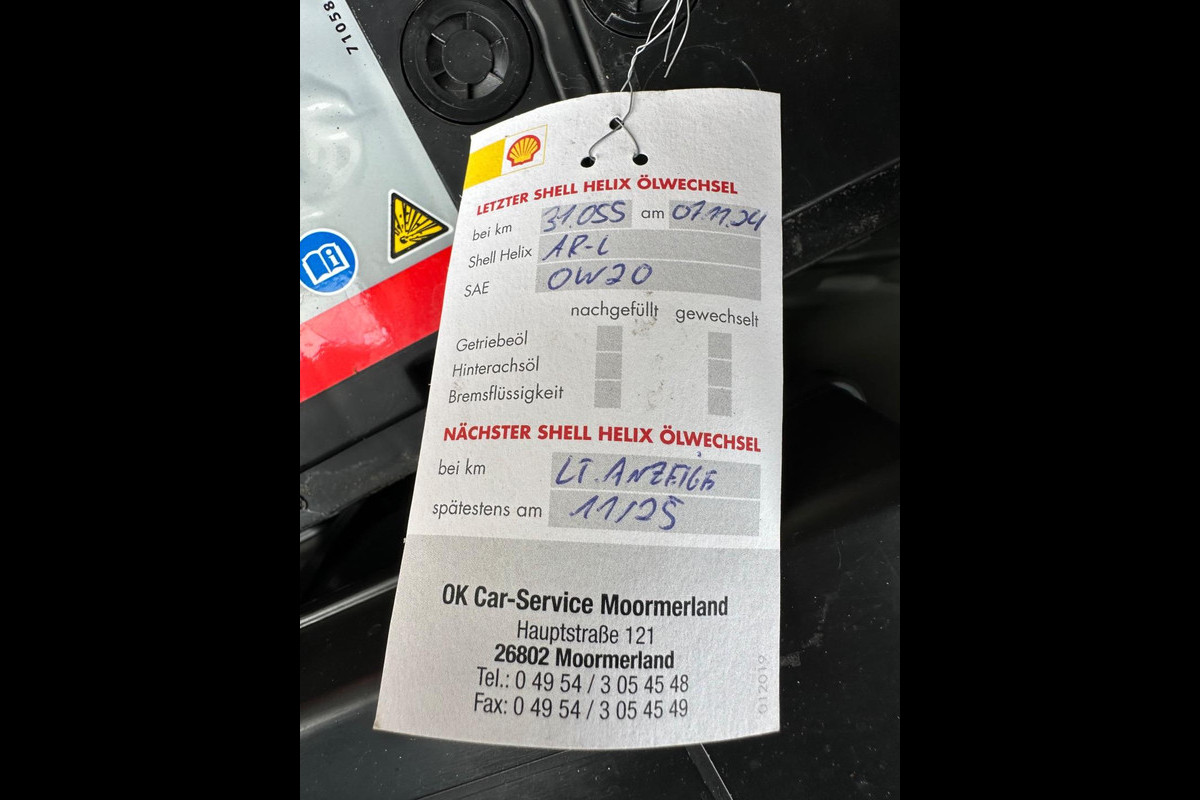 71058
LETZTER SHELL HELIX ÖLWECHSEL
bei km 31.055 am 07.11.24
Shell Helix AR-L
SAE 0W20
nachgefüllt gewechselt
Getriebeöl
Hinterachsöl
Bremsflüssigkeit
NÄCHSTER SHELL HELIX ÖLWECHSEL
bei km LT. ANZEIGE
spätestens am 11/25
OK Car-Service Moormerland
Hauptstraße 121
26802 Moormerland
Tel.: 0 49 54 / 3 05 45 48
Fax: 0 49 54 / 3 05 45 49
012019